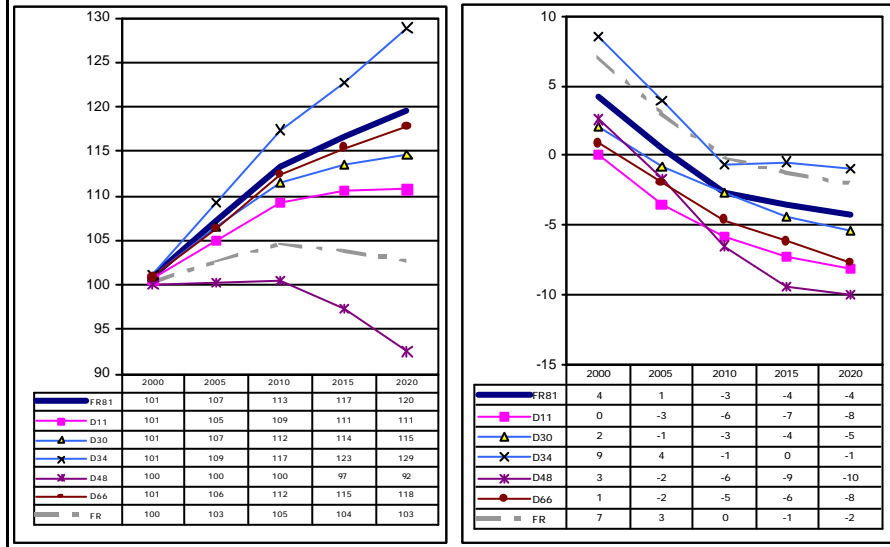 130
125
120
115
110
105
100
95
90
2000 2005 2010 2015 2020
FR81 101 107 113 117 120
D11 101 105 109 111 111
D30 101 107 112 114 115
D34 101 109 117 123 129
D48 100 100 100 97 92
D66 101 106 112 115 118
FR 100 103 105 104 103
10
5
0
-5
-10
-15
2000 2005 2010 2015 2020
FR81 4 1 -3 -4 -4
D11 0 -3 -6 -7 -8
D30 2 -1 -3 -4 -5
D34 9 4 -1 0 -1
D48 3 -2 -6 -9 -10
D66 1 -2 -5 -6 -8
FR 7 3 0 -1 -2